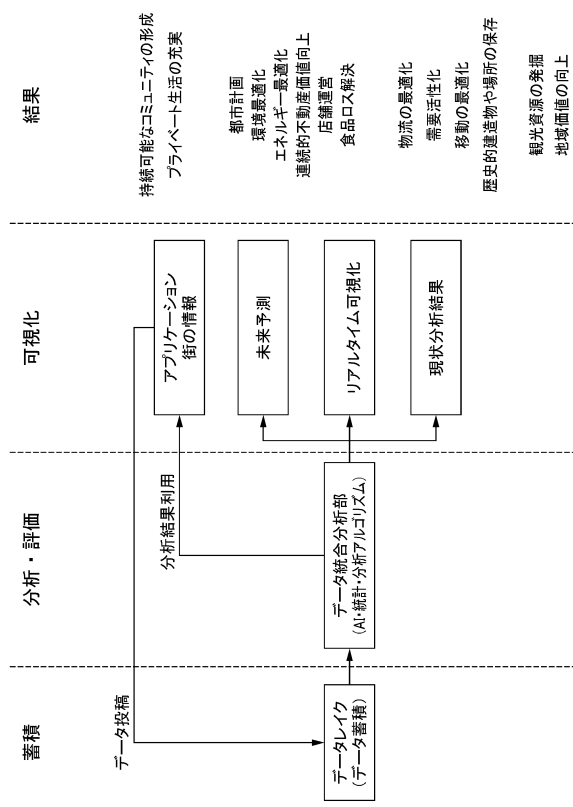 蓄積
分析・評価
可視化
結果
データ投稿
分析結果利用
データレイク
(データ蓄積)
データ統合分析部
(AI・統計・分析アルゴリズム)
アプリケーション
街の情報
未来予測
リアルタイム可視化
現状分析結果
持続可能なコミュニティの形成
プライベート生活の充実
都市計画
環境最適化
エネルギー最適化
連続的不動産価値向上
店舗運営
食品ロス解決
物流の最適化
需要活性化
移動の最適化
歴史的建造物や場所の保存
観光資源の発掘
地域価値の向上